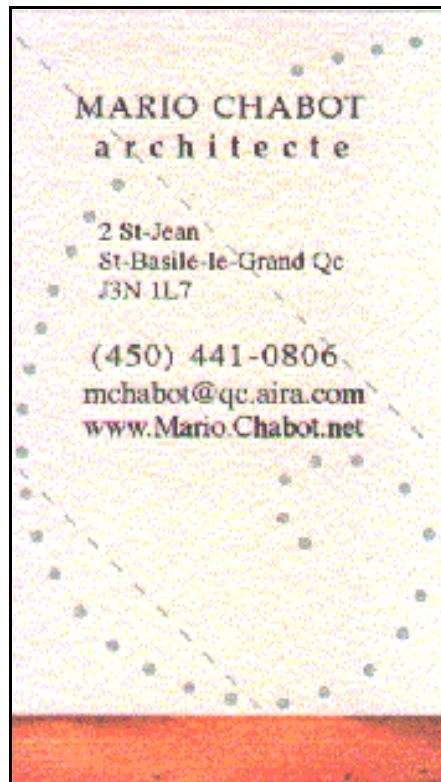 MARIO CHABOT
architecte
2 St-Jean
St-Basile-le-Grand Qc
J3N 1L7
(450) 441-0806
mchabot@qc.aira.com
www.Mario.Chabot.net